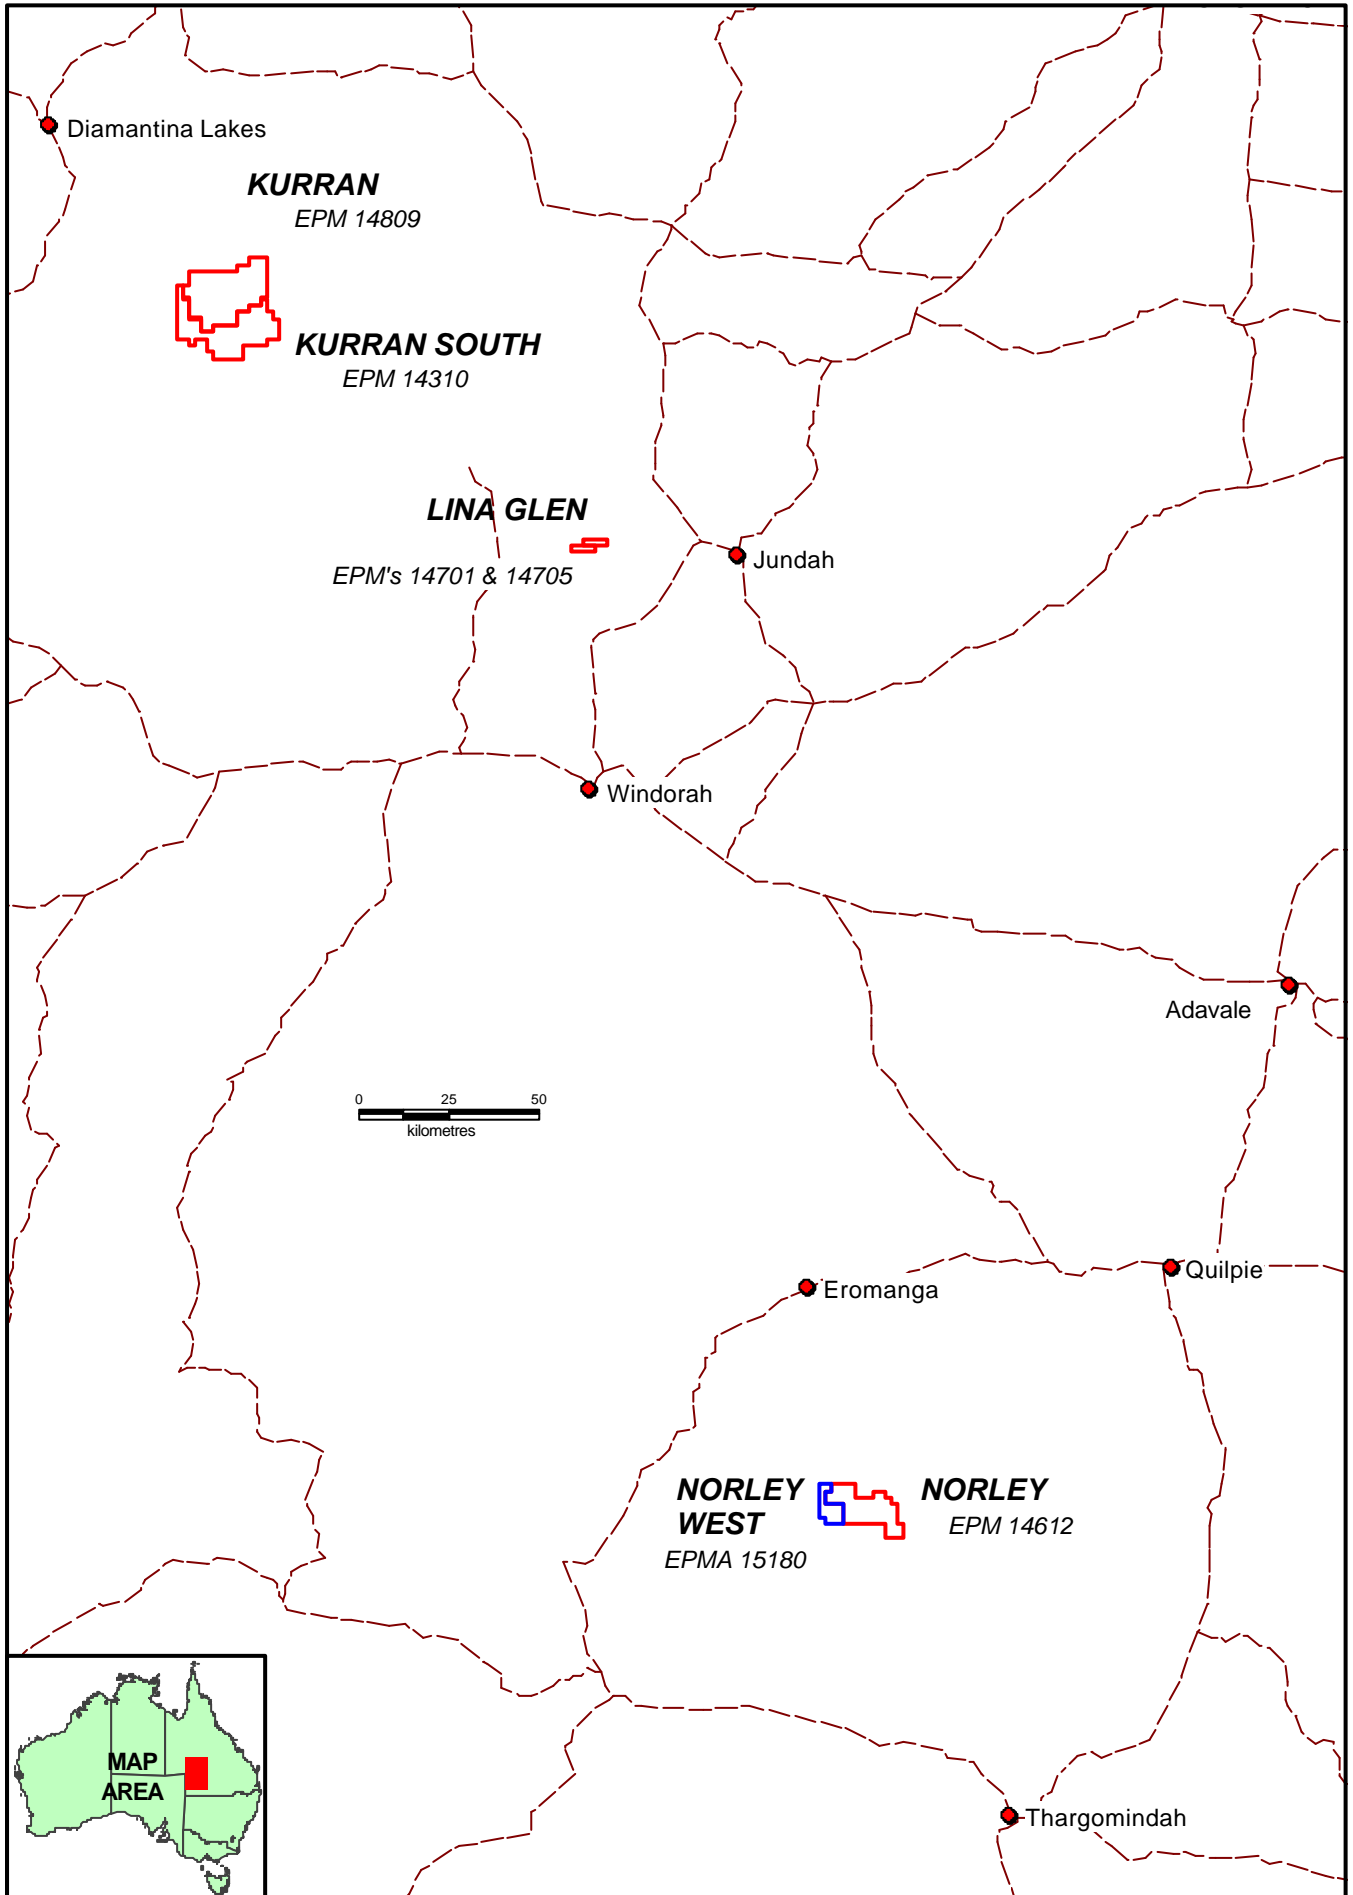 Diamantina Lakes
KURRAN
EPM 14809
KURRAN SOUTH
EPM 14310
LINA GLEN
EPM's 14701 & 14705
Jundah
Windorah
Adavale
0 25 50
kilometres
Quilpie
Eromanga
NORLEY
WEST
EPMA 15180
NORLEY
EPM 14612
MAP
AREA
Thargomindah